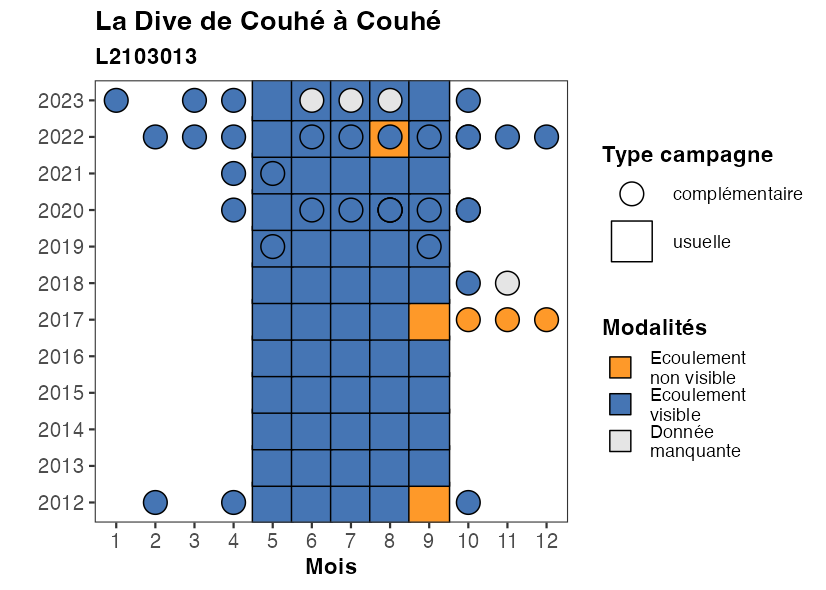 La Dive de Couhé à Couhé
L2103013
2023
2022
2021
2020
2019
2018
2017
2016
2015
2014
2013
2012
1 2 3 4 5 6 7 8 9 10 11 12
Mois
Type campagne
complémentaire
usuelle
Modalités
Ecoulement
non visible
Ecoulement
visible
Donnée
manquante